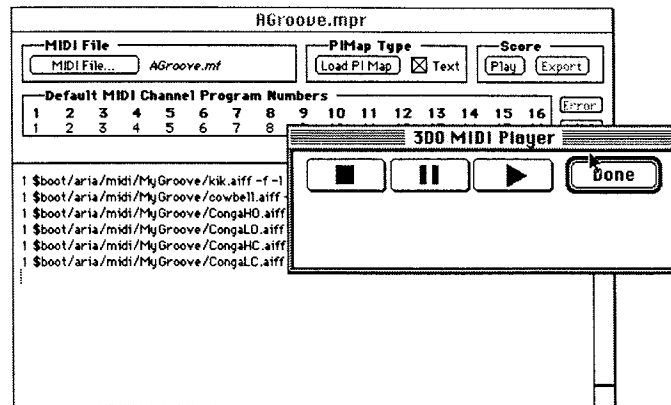 AGroove.mpr
MIDI File
MIDI File...
AGroove.mf
PIMap Type
Load PI Map
Text
Score
Play
Export
Default MIDI Channel Program Numbers
1 2 3 4 5 6 7 8 9 10 11 12 13 14 15 16
1 2 3 4 5 6 7 8
Error
3DO MIDI Player
Done
1 $boot/aria/midi/MyGroove/kik.aiff -f -l
1 $boot/aria/midi/MyGroove/cowbell.aiff -
1 $boot/aria/midi/MyGroove/CongaHO.aiff
1 $boot/aria/midi/MyGroove/CongaLO.aiff
1 $boot/aria/midi/MyGroove/CongaHC.aiff
1 $boot/aria/midi/MyGroove/CongaLC.aiff